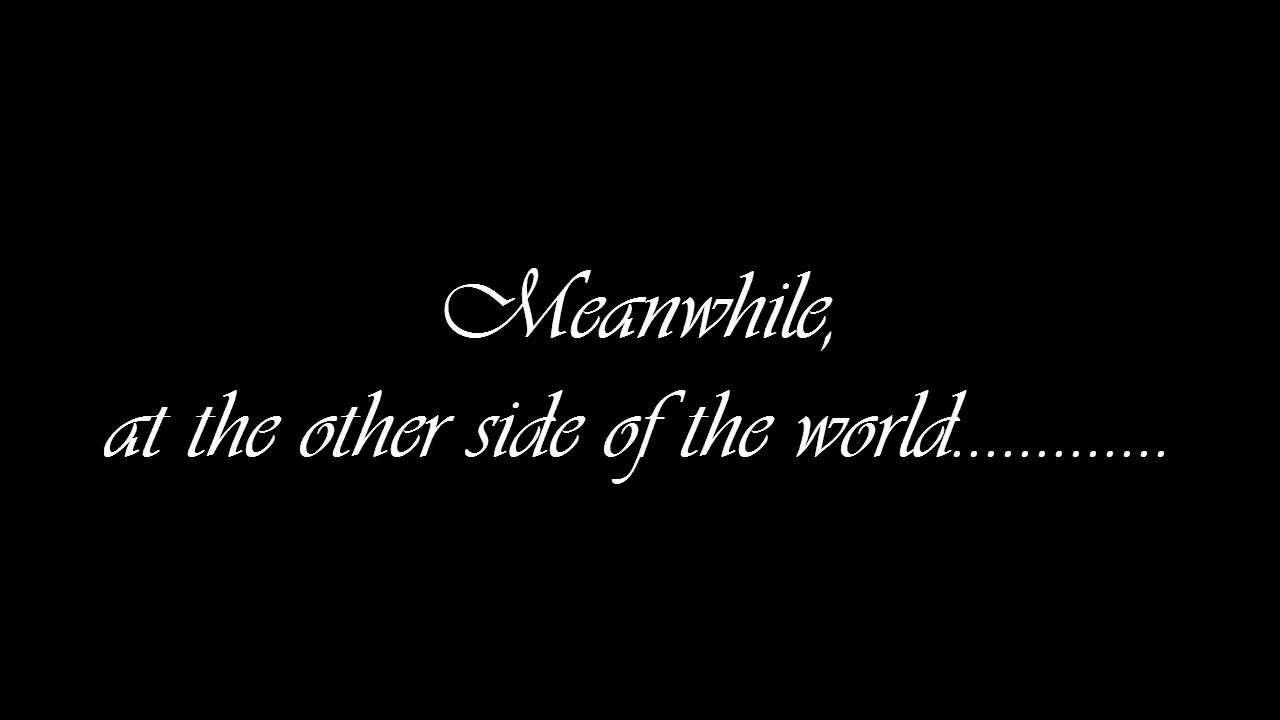 Meanwhile,
at the other side of the world.............